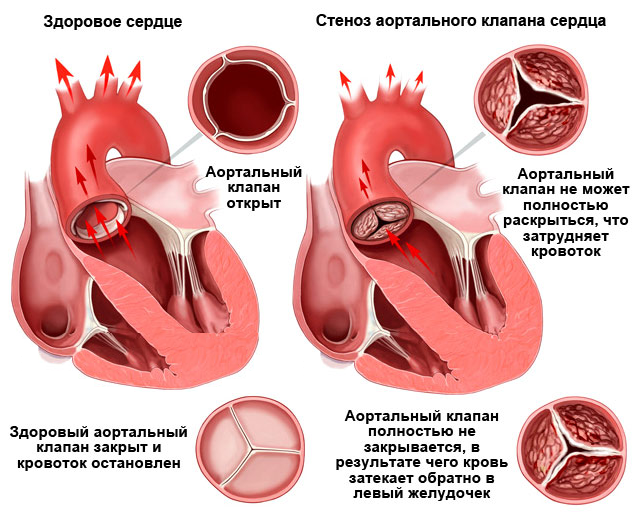 Здоровое сердце
Стеноз аортального клапана сердца
Аортальный
клапан
открыт
Аортальный
клапан не может
полностью
раскрыться, что
затрудняет
кровоток
Здоровый аортальный
клапан закрыт и
кровоток остановлен
Аортальный клапан
полностью не
закрывается, в
результате чего кровь
затекает обратно в
левый желудочек